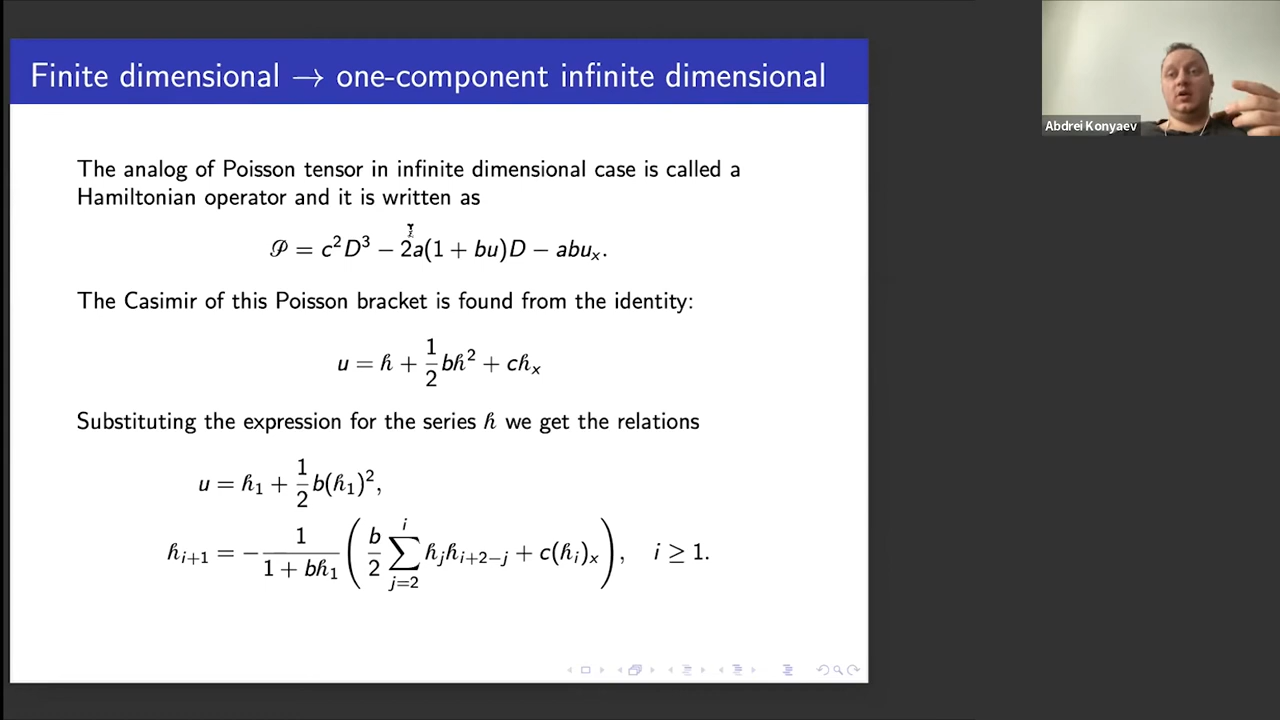 Finite dimensional → one-component infinite dimensional
Abdrei Konyaev
The analog of Poisson tensor in infinite dimensional case is called a
Hamiltonian operator and it is written as
𝒫 = c²D³ − 2a(1 + bu)D − abuₓ.
The Casimir of this Poisson bracket is found from the identity:
u = ℏ + 1/2 bℏ² + cℏₓ
Substituting the expression for the series ℏ we get the relations
u = ℏ₁ + 1/2 b(ℏ₁)²,
ℏᵢ₊₁ = − 1/(1 + bℏ₁) ( b/2 ∑_{j=2}^{i} ℏⱼℏᵢ₊₂₋ⱼ + c(ℏᵢ)ₓ ), i ≥ 1.